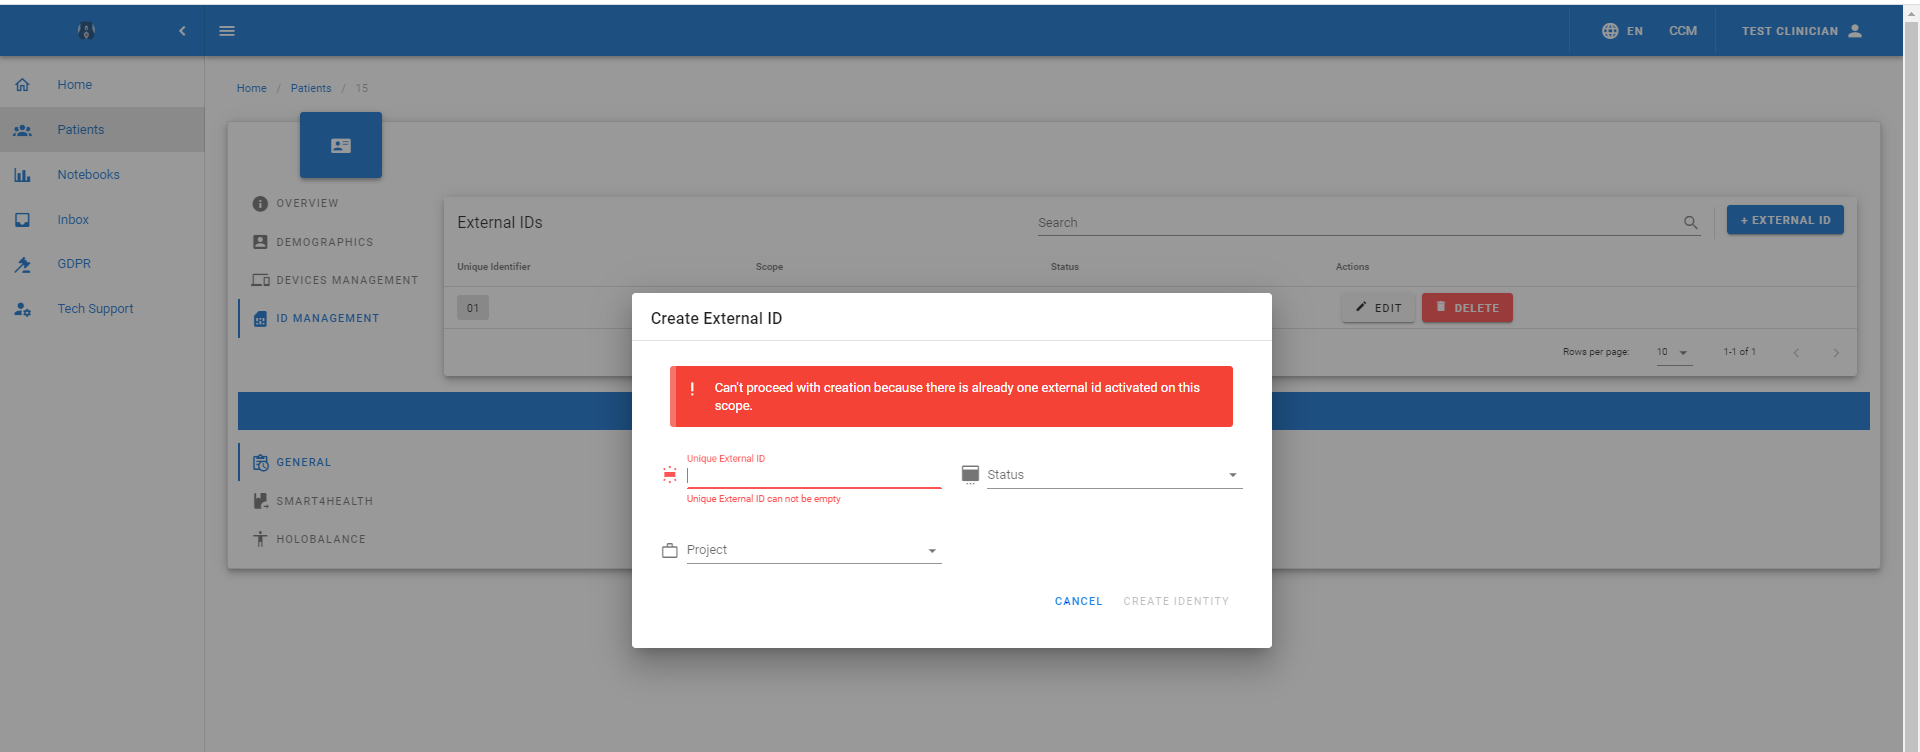 EN
CCM
TEST CLINICIAN
Home
Patients
Notebooks
Inbox
GDPR
Tech Support
Home / Patients / 15
OVERVIEW
DEMOGRAPHICS
DEVICES MANAGEMENT
ID MANAGEMENT
External IDs
Search
+ EXTERNAL ID
Unique Identifier Scope Status Actions
01
EDIT
DELETE
Rows per page: 10 1-1 of 1
GENERAL
SMART4HEALTH
HOLOBALANCE
Create External ID
! Can't proceed with creation because there is already one external id activated on this
scope.
Unique External ID
Unique External ID can not be empty
Status
Project
CANCEL
CREATE IDENTITY